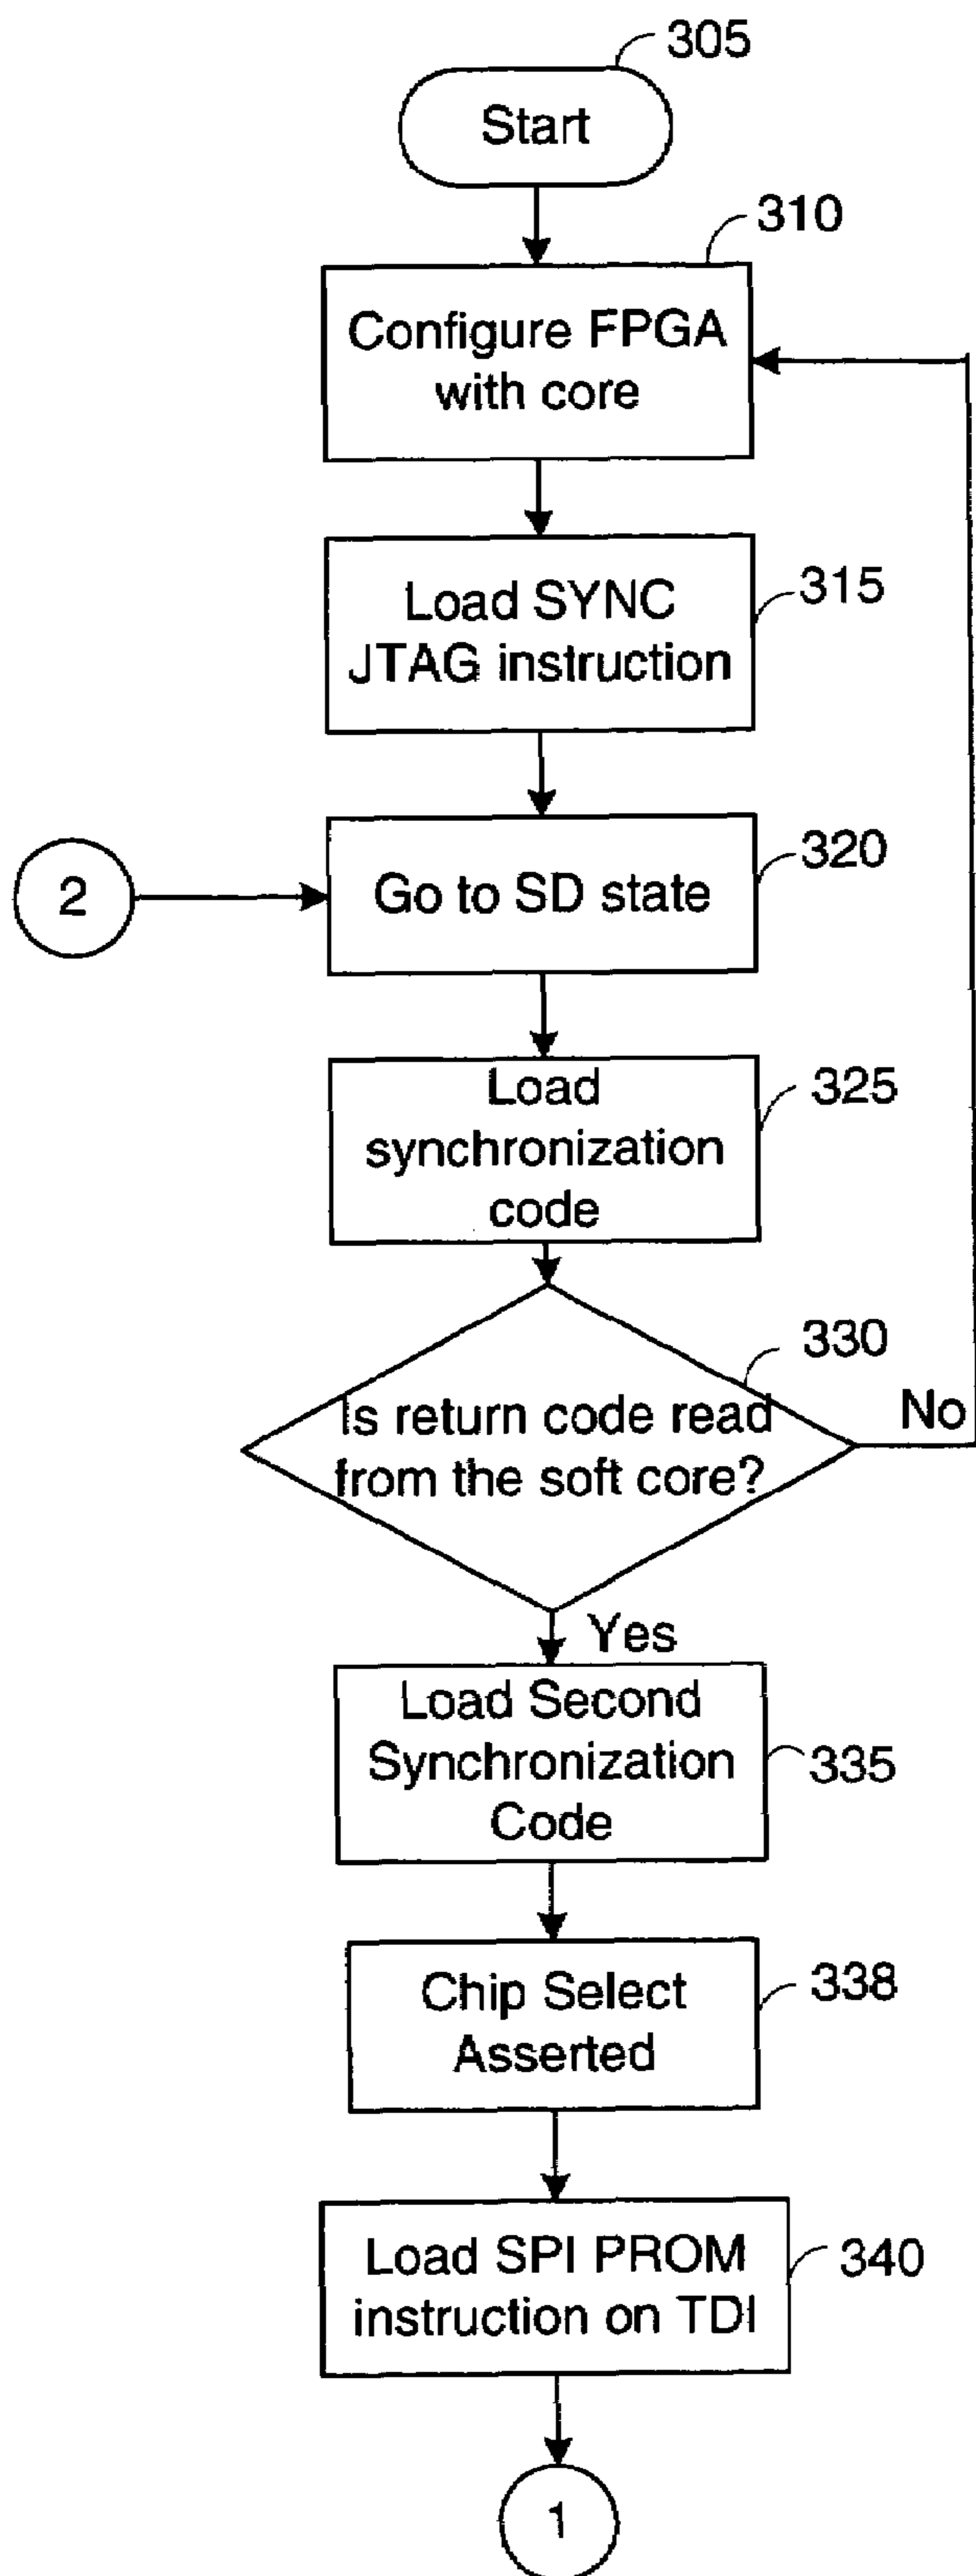 305
Start
310
Configure FPGA
with core
315
Load SYNC
JTAG instruction
320
2
Go to SD state
325
Load
synchronization
code
330
Is return code read
from the soft core?
No
Yes
Load Second
Synchronization
Code
335
Chip Select
Asserted
338
Load SPI PROM
instruction on TDI
340
1